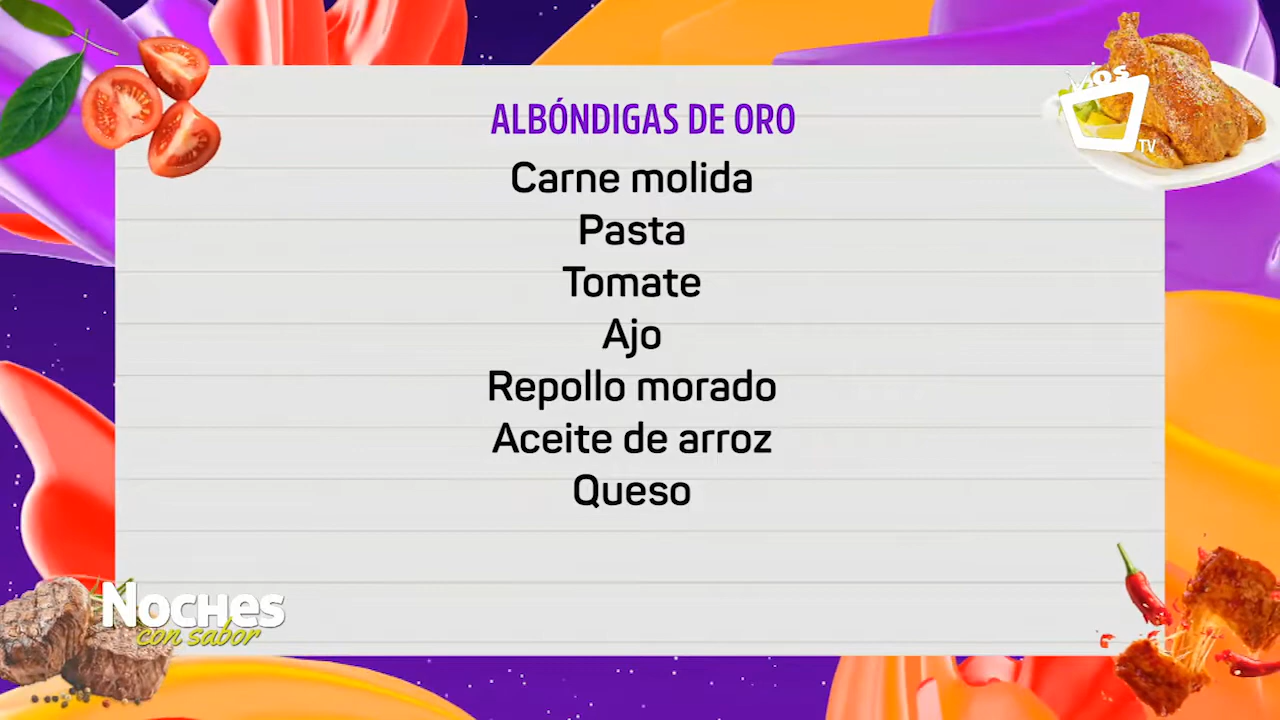 ALBÓNDIGAS DE ORO
Carne molida
Pasta
Tomate
Ajo
Repollo morado
Aceite de arroz
Queso
NOCHES
con sabor
TV